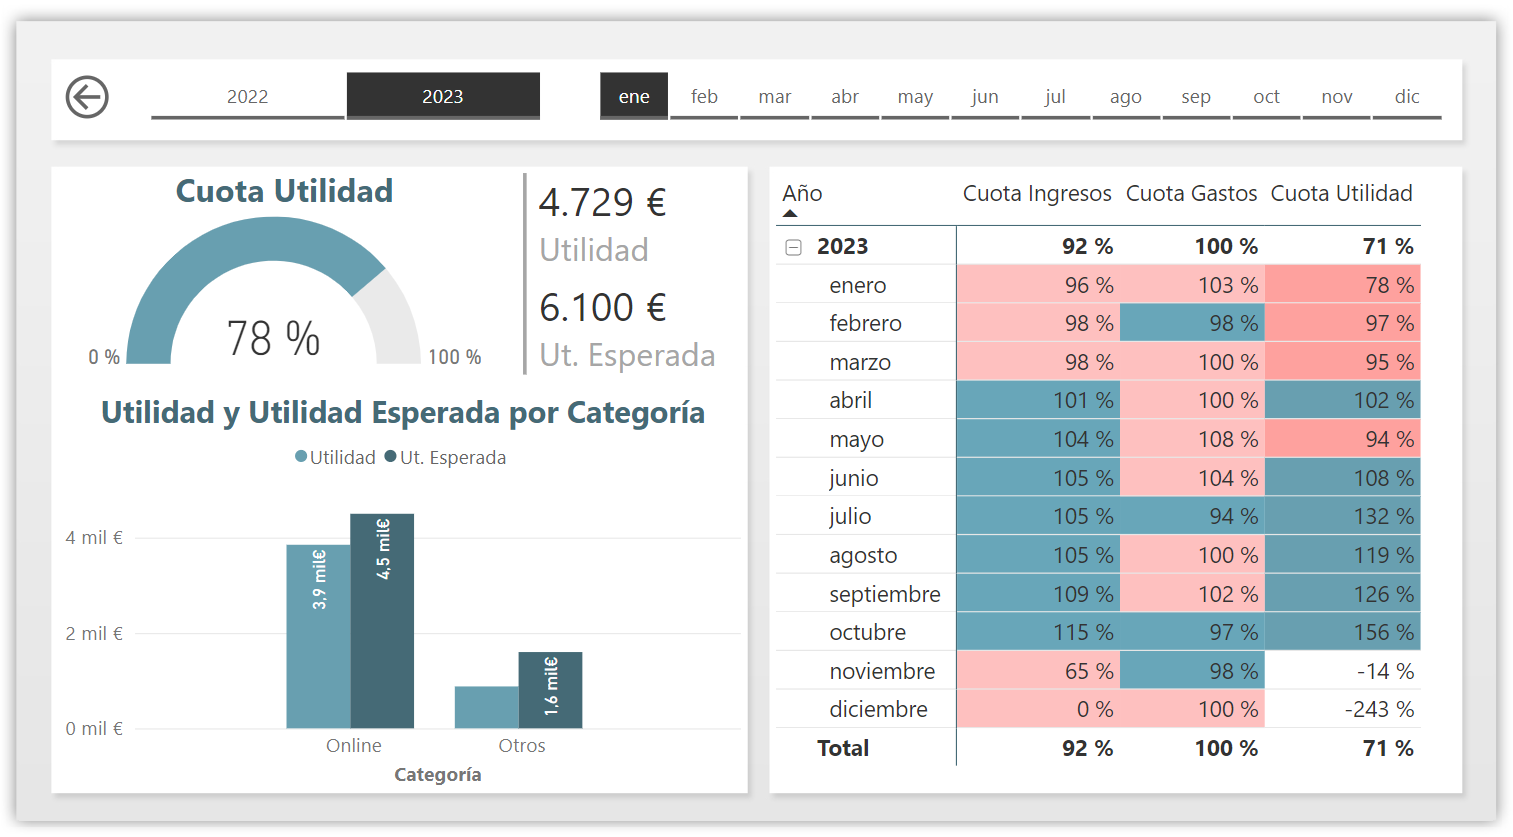 2022 2023 ene feb mar abr may jun jul ago sep oct nov dic
Cuota Utilidad
78 %
0 % 100 %
4.729 €
Utilidad
6.100 €
Ut. Esperada
Utilidad y Utilidad Esperada por Categoría
Utilidad Ut. Esperada
4 mil €
2 mil €
0 mil €
3,9 mil€
4,5 mil€
1,6 mil€
Online Otros
Categoría
Año Cuota Ingresos Cuota Gastos Cuota Utilidad
2023 92 % 100 % 71 %
enero 96 % 103 % 78 %
febrero 98 % 98 % 97 %
marzo 98 % 100 % 95 %
abril 101 % 100 % 102 %
mayo 104 % 108 % 94 %
junio 105 % 104 % 108 %
julio 105 % 94 % 132 %
agosto 105 % 100 % 119 %
septiembre 109 % 102 % 126 %
octubre 115 % 97 % 156 %
noviembre 65 % 98 % -14 %
diciembre 0 % 100 % -243 %
Total 92 % 100 % 71 %